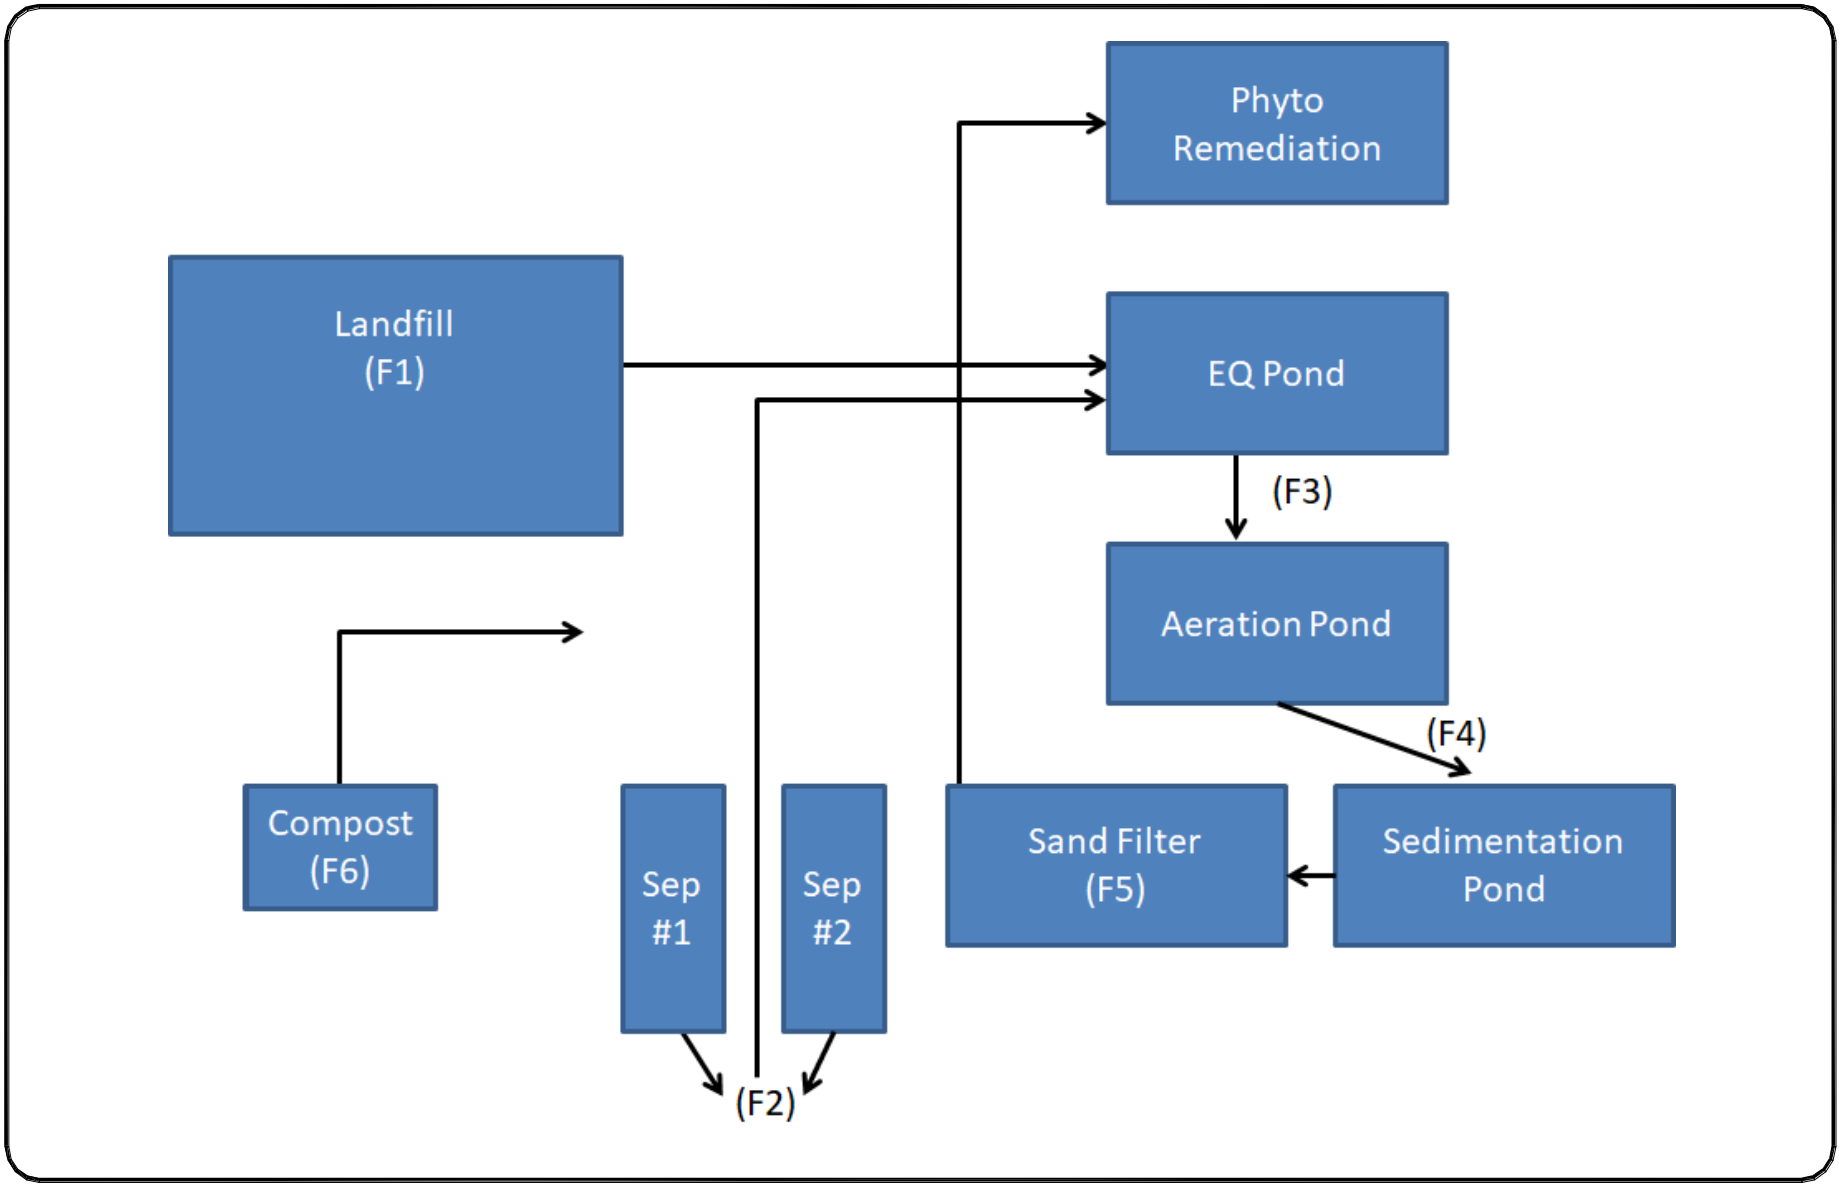 Phyto
Remediation
Landfill
(F1)
EQ Pond
(F3)
Aeration Pond
(F4)
Compost
(F6)
Sep
#1
Sep
#2
Sand Filter
(F5)
Sedimentation
Pond
(F2)